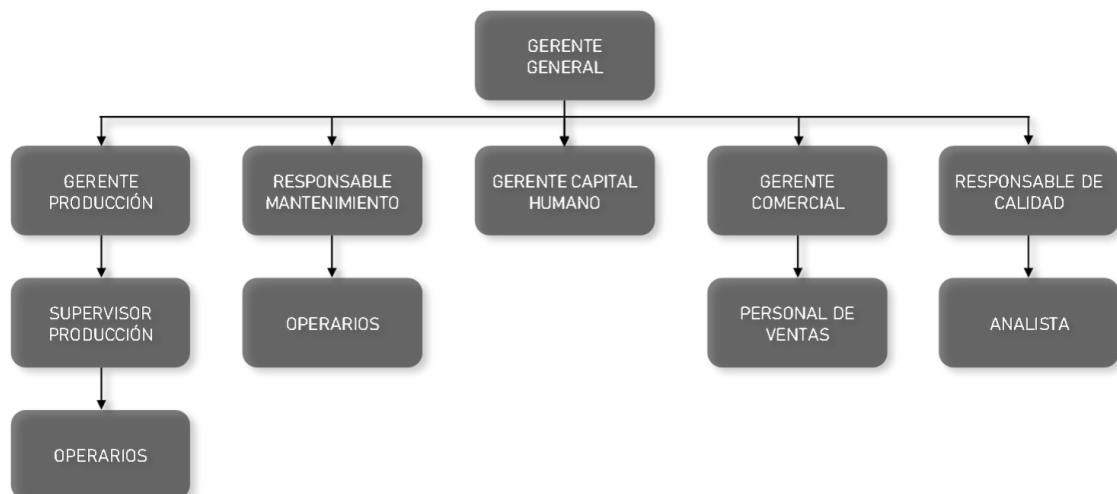 GERENTE
GENERAL
GERENTE
PRODUCCIÓN
RESPONSABLE
MANTENIMIENTO
GERENTE CAPITAL
HUMANO
GERENTE
COMERCIAL
RESPONSABLE DE
CALIDAD
SUPERVISOR
PRODUCCIÓN
OPERARIOS
PERSONAL DE
VENTAS
ANALISTA
OPERARIOS